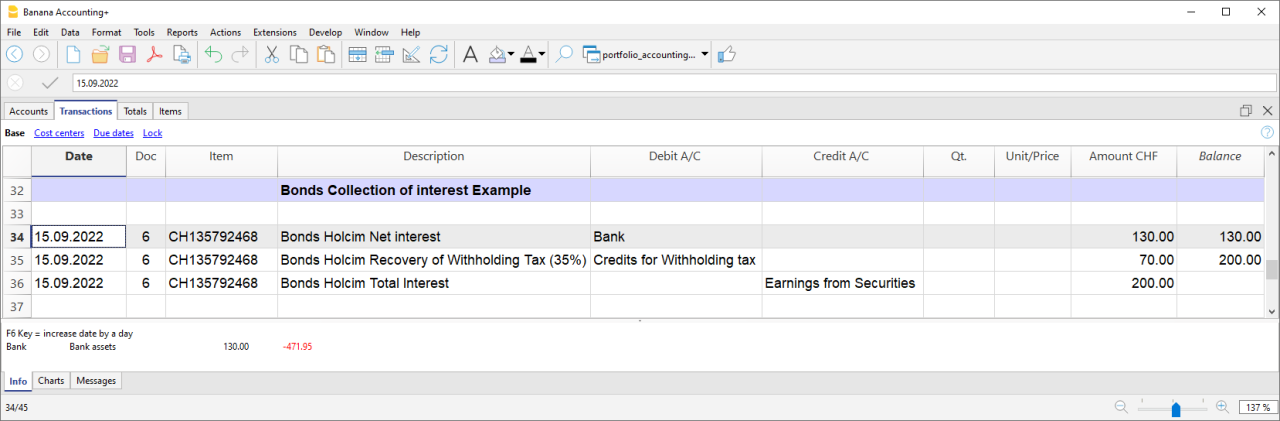 Banana Accounting+
File Edit Data Format Tools Reports Actions Extensions Develop Window Help
portfolio_accounting...
15.09.2022
Accounts Transactions Totals Items
Base Cost centers Due dates Lock
Date Doc Item Description Debit A/C Credit A/C Qt. Unit/Price Amount CHF Balance
32 Bonds Collection of interest Example
33
34 15.09.2022 6 CH135792468 Bonds Holcim Net interest Bank 130.00 130.00
35 15.09.2022 6 CH135792468 Bonds Holcim Recovery of Withholding Tax (35%) Credits for Withholding tax 70.00 200.00
36 15.09.2022 6 CH135792468 Bonds Holcim Total Interest Earnings from Securities 200.00
37
F6 Key = increase date by a day
Bank Bank assets 130.00 -471.95
Info Charts Messages
34/45 137 %